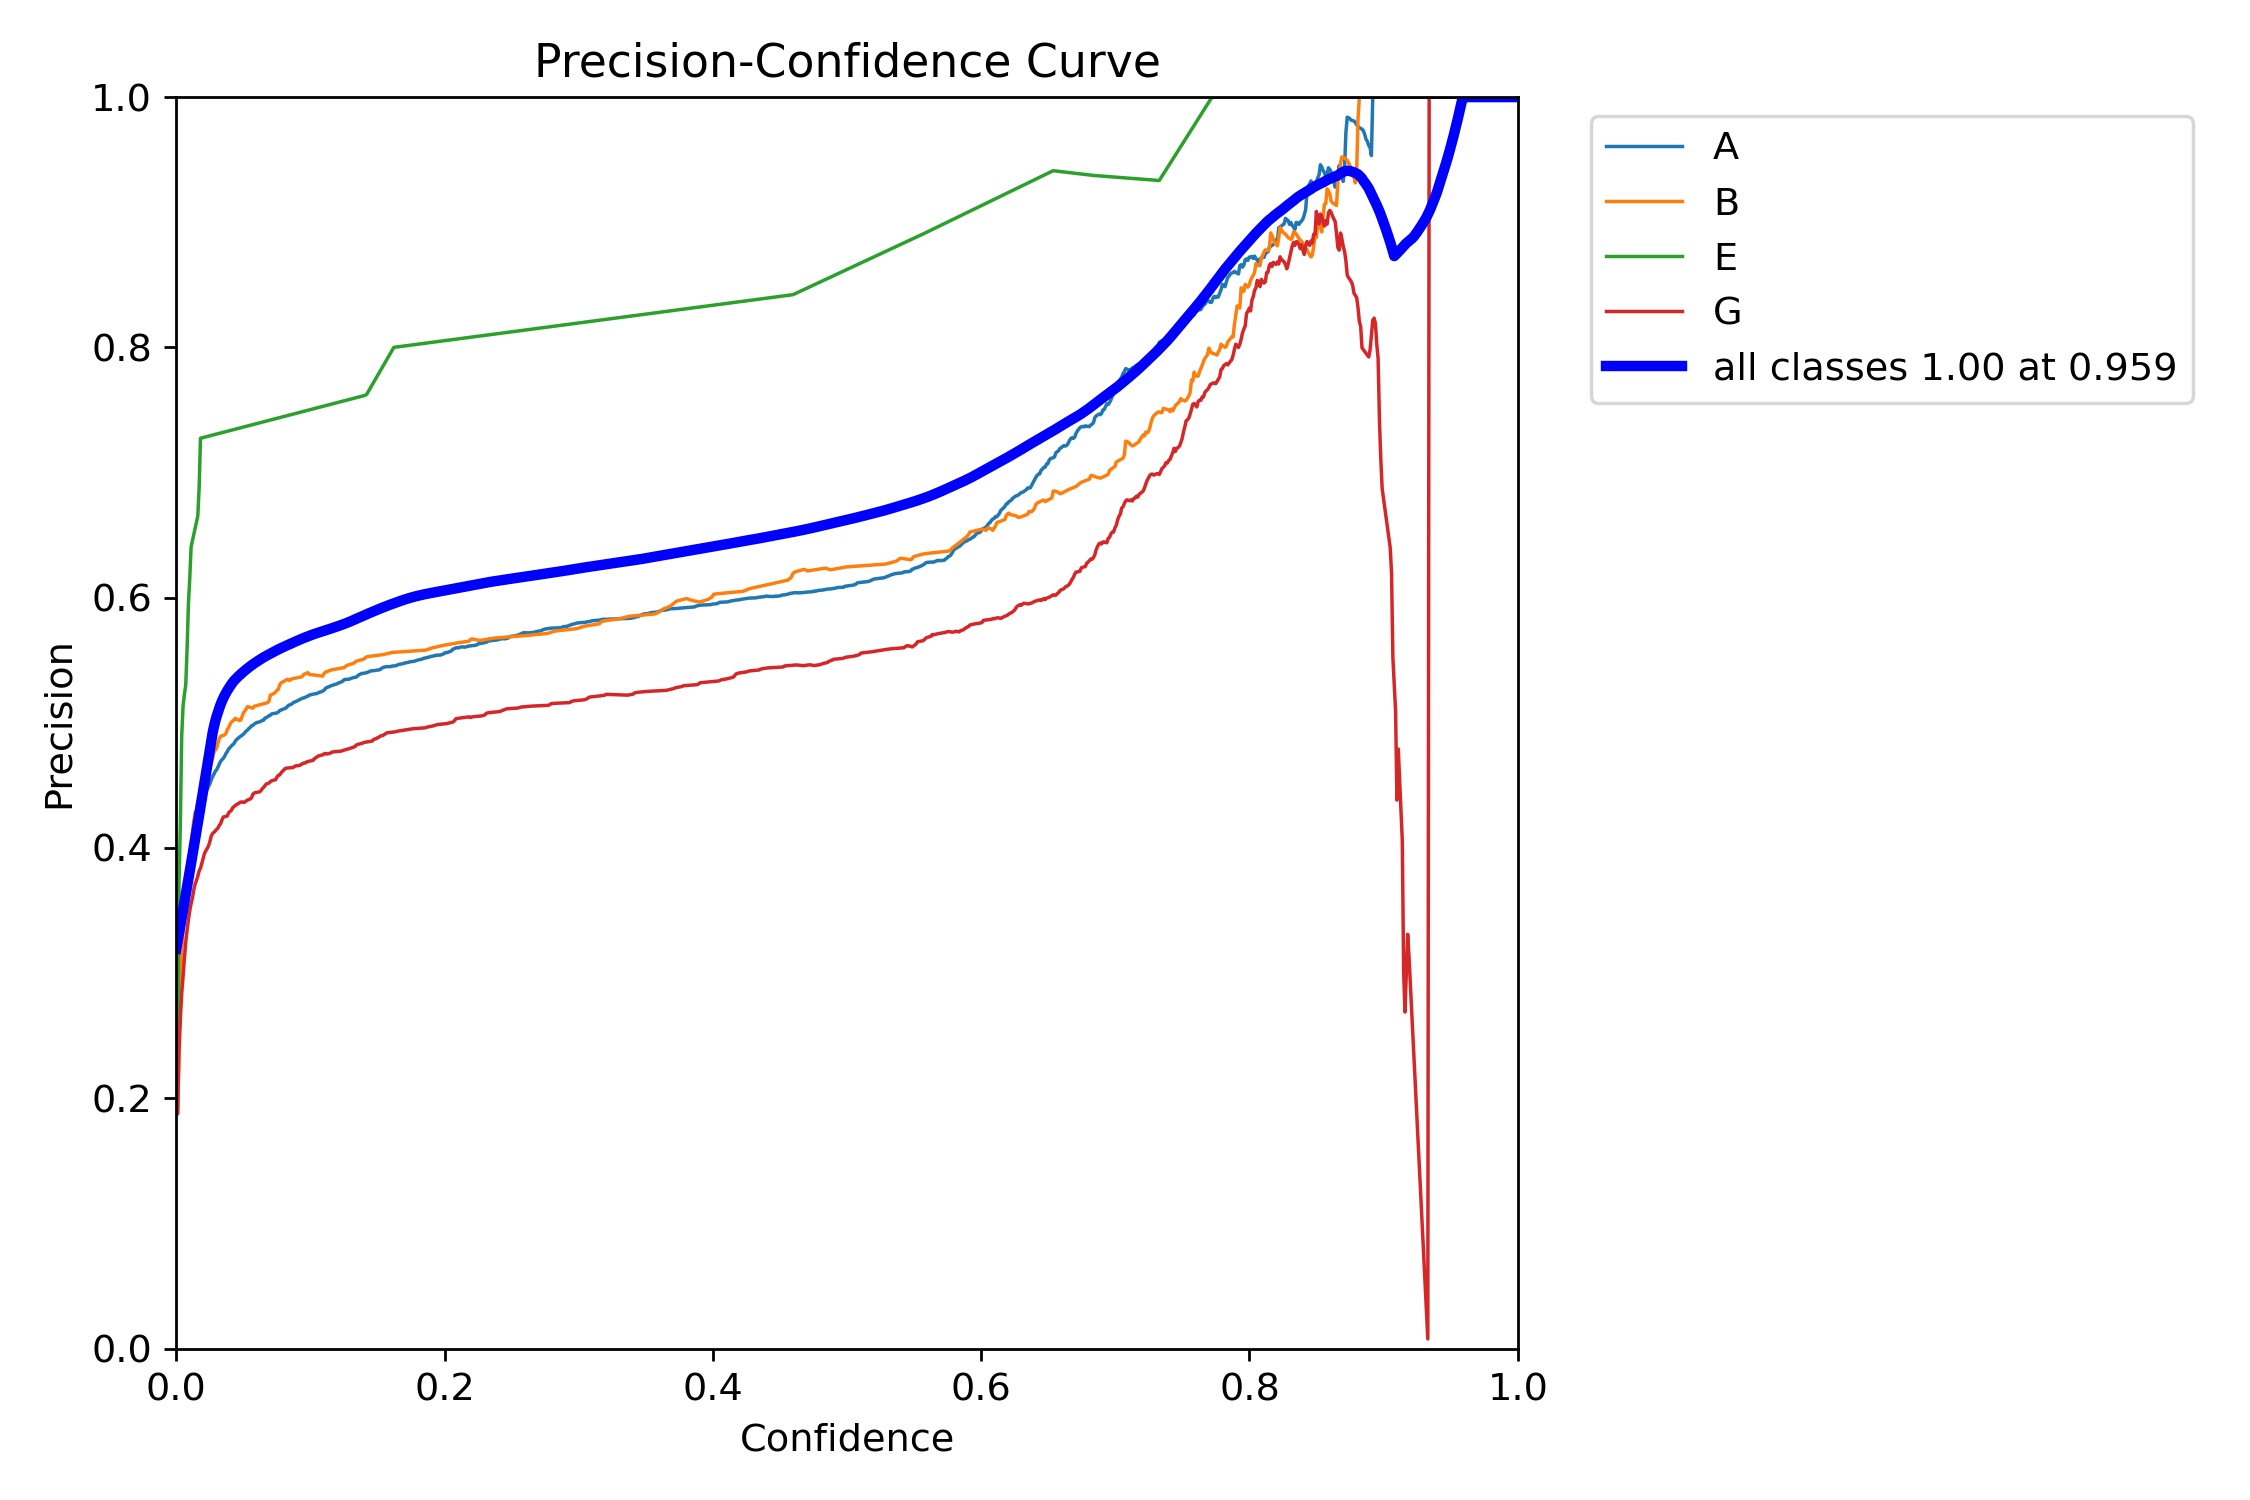 Precision-Confidence Curve
1.0
0.8
0.6
0.4
0.2
0.0
Precision
0.0 0.2 0.4 0.6 0.8 1.0
Confidence
A
B
E
G
all classes 1.00 at 0.959